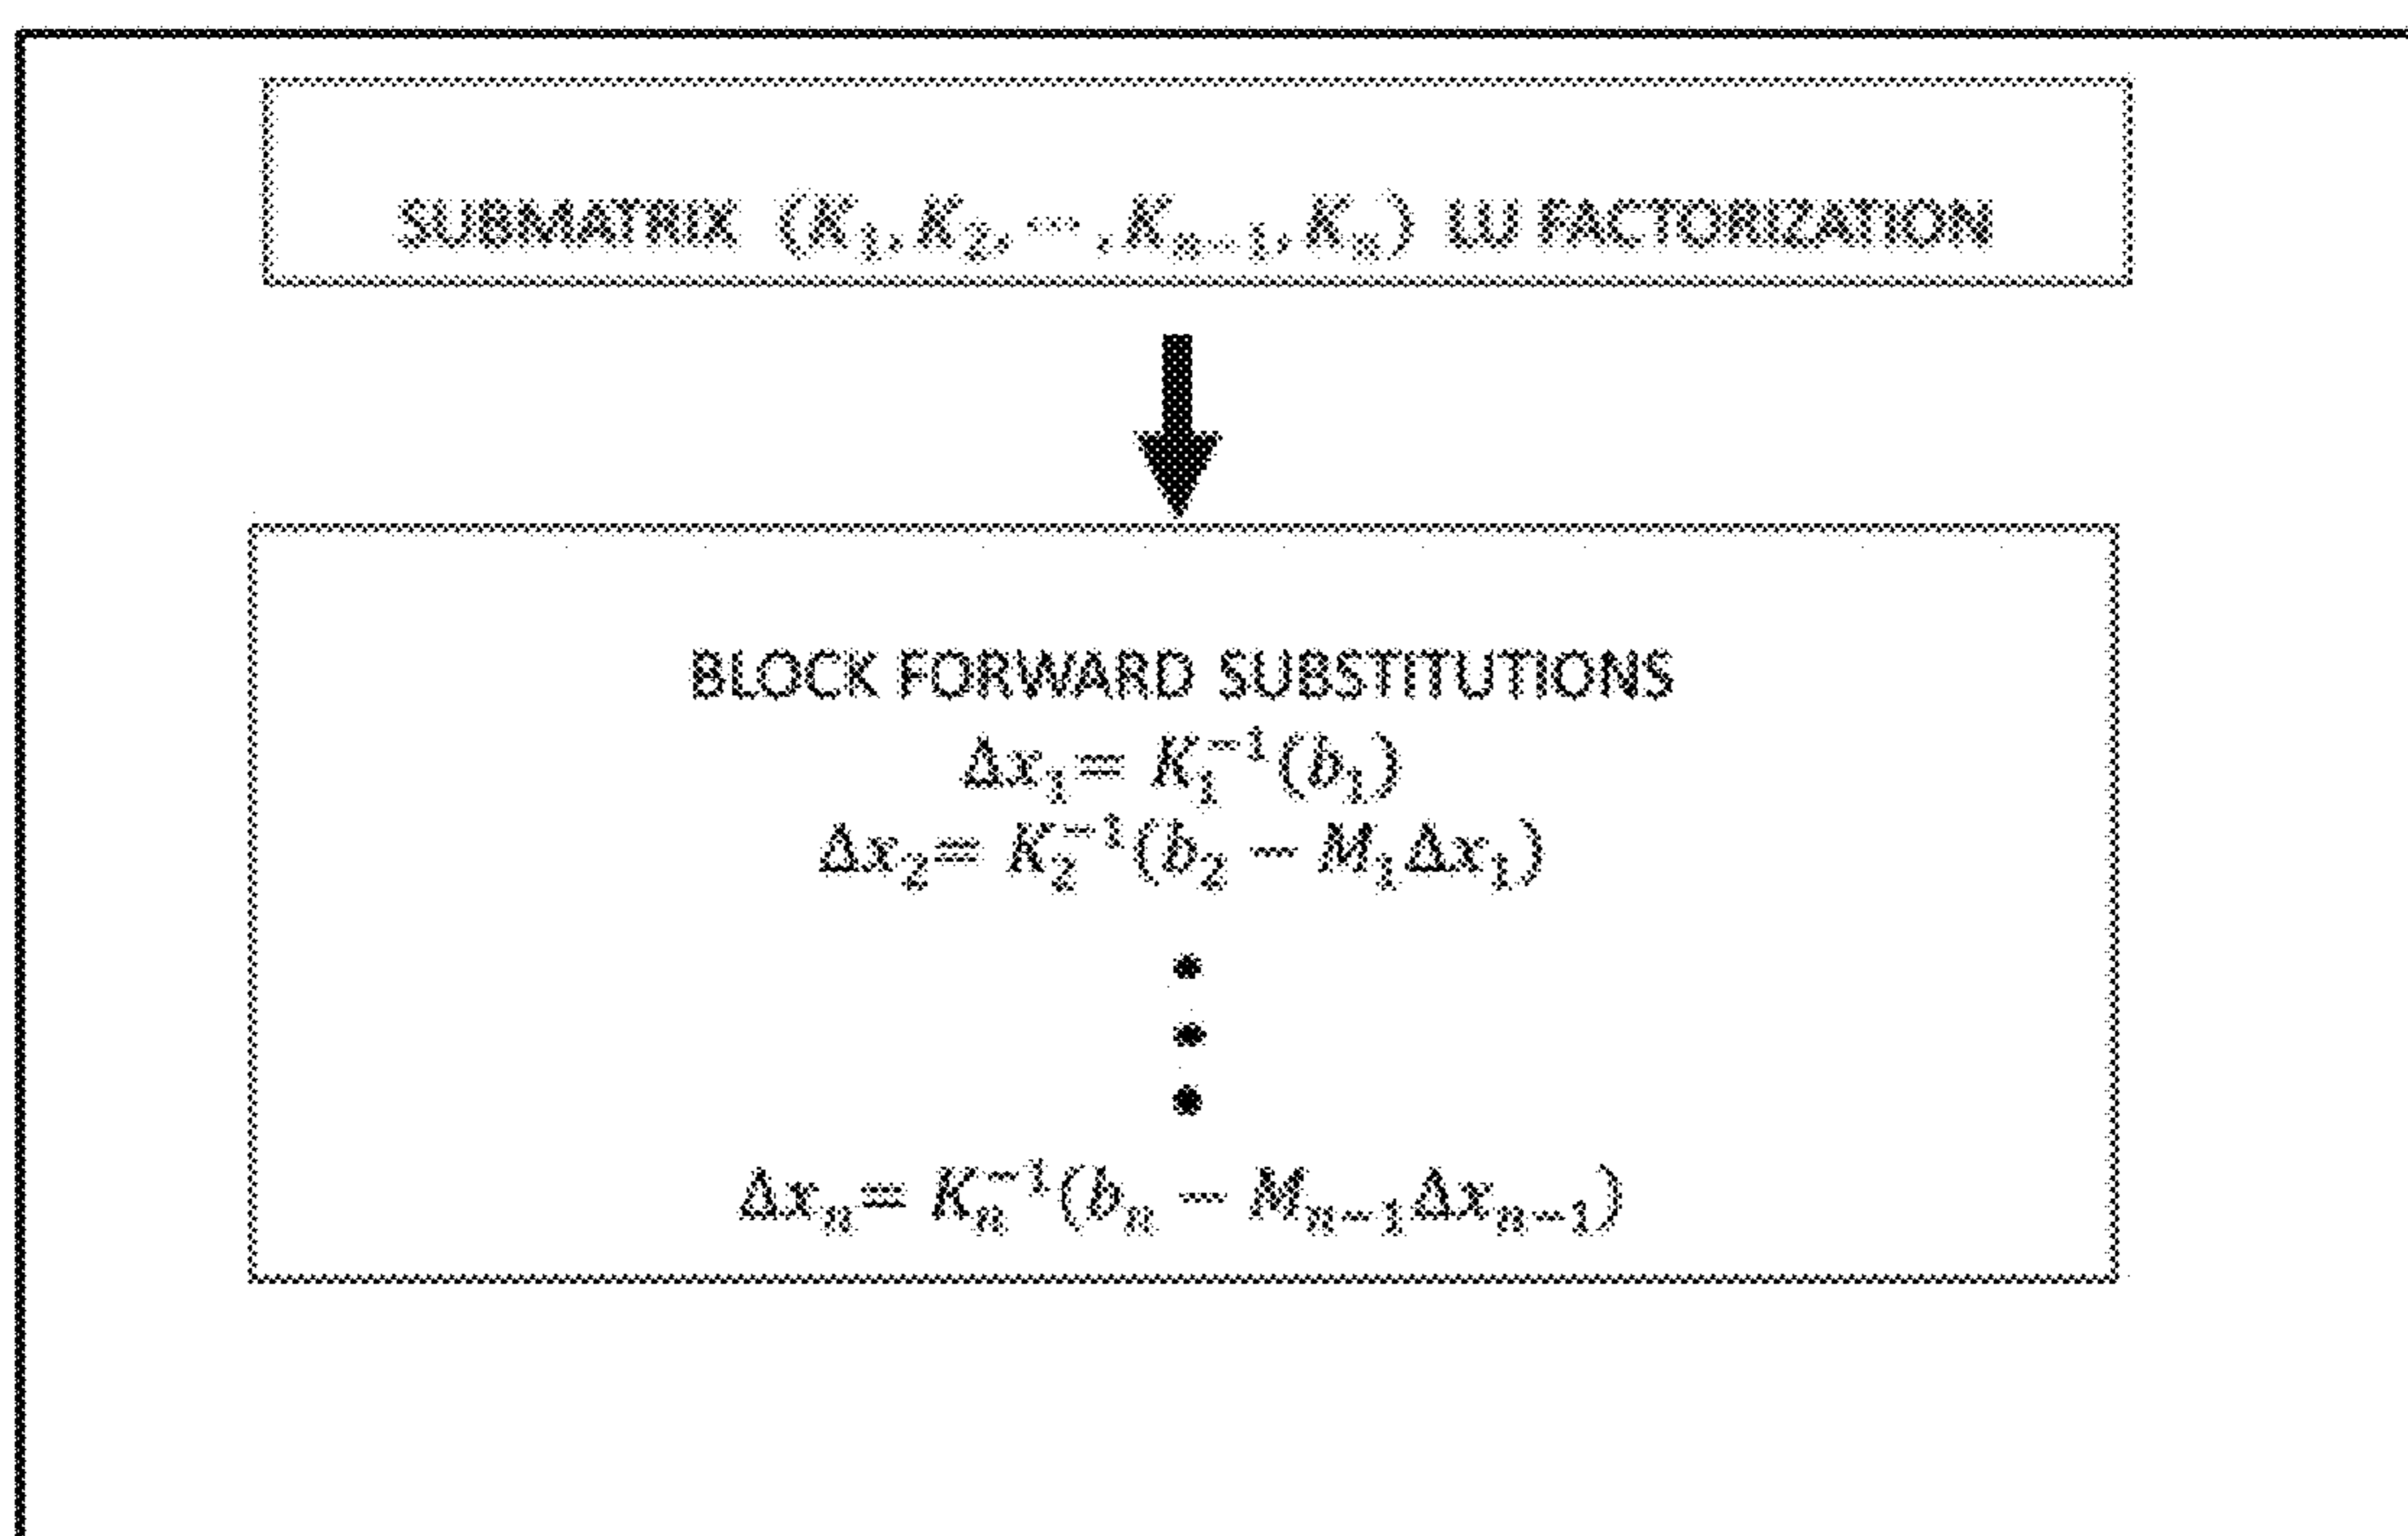 SUBMATRIX (K₁, K₂, ⋯ , Kₙ₋₁, Kₙ) LU FACTORIZATION
BLOCK FORWARD SUBSTITUTIONS
Δx₁= K₁⁻¹(b₁)
Δx₂= K₂⁻¹(b₂ − M₁Δx₁)
Δxₙ= Kₙ⁻¹(bₙ − Mₙ₋₁Δxₙ₋₁)